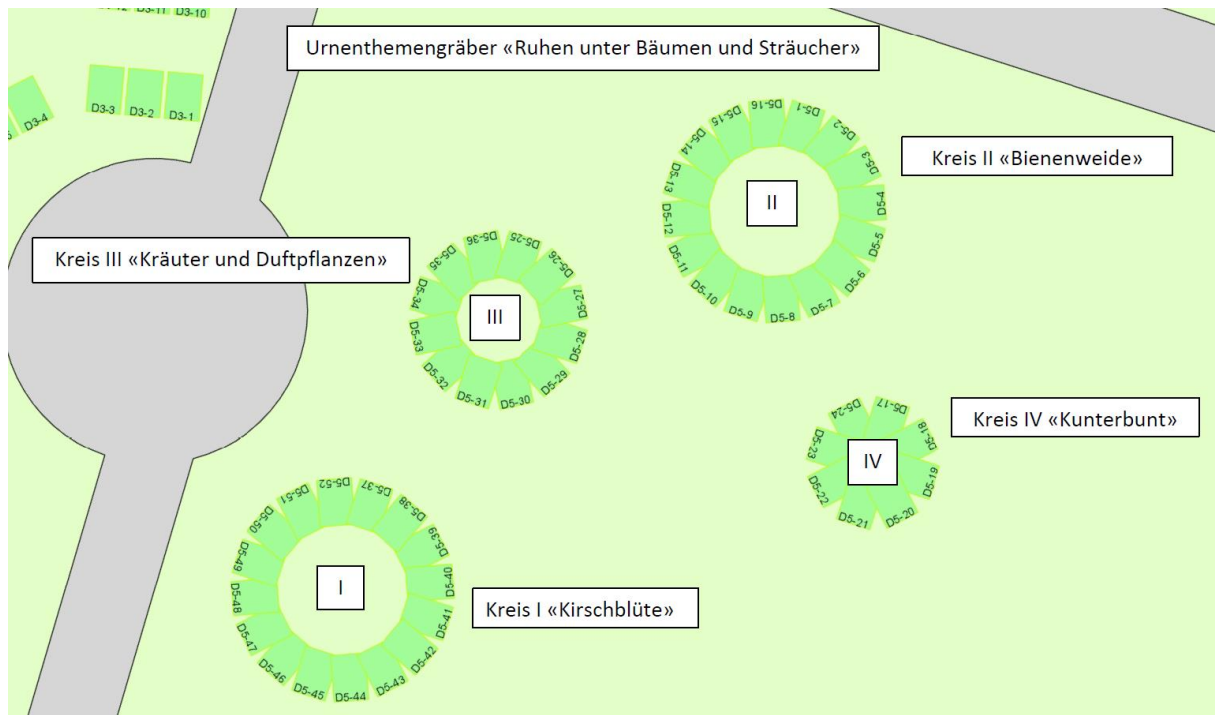 D3-11
D3-10
Urnenthemengräber «Ruhen unter Bäumen und Sträucher»
D3-4
D3-3
D3-2
D3-1
Kreis II «Bienenweide»
II
D5-1
D5-2
D5-3
D5-4
D5-5
D5-6
D5-7
D5-8
D5-9
D5-10
D5-11
D5-12
D5-13
D5-14
D5-15
D5-16
Kreis III «Kräuter und Duftpflanzen»
III
D5-25
D5-26
D5-27
D5-28
D5-29
D5-30
D5-31
D5-32
D5-33
D5-34
D5-35
D5-36
Kreis IV «Kunterbunt»
IV
D5-17
D5-18
D5-19
D5-20
D5-21
D5-22
D5-23
D5-24
Kreis I «Kirschblüte»
I
D5-37
D5-38
D5-39
D5-40
D5-41
D5-42
D5-43
D5-44
D5-45
D5-46
D5-47
D5-48
D5-49
D5-50
D5-51
D5-52